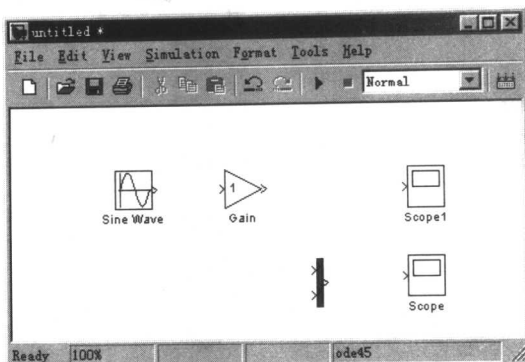 untitled *
File Edit View Simulation Format Tools Help
Normal
1
Sine Wave
Gain
Scope1
Scope
Ready 100% ode45